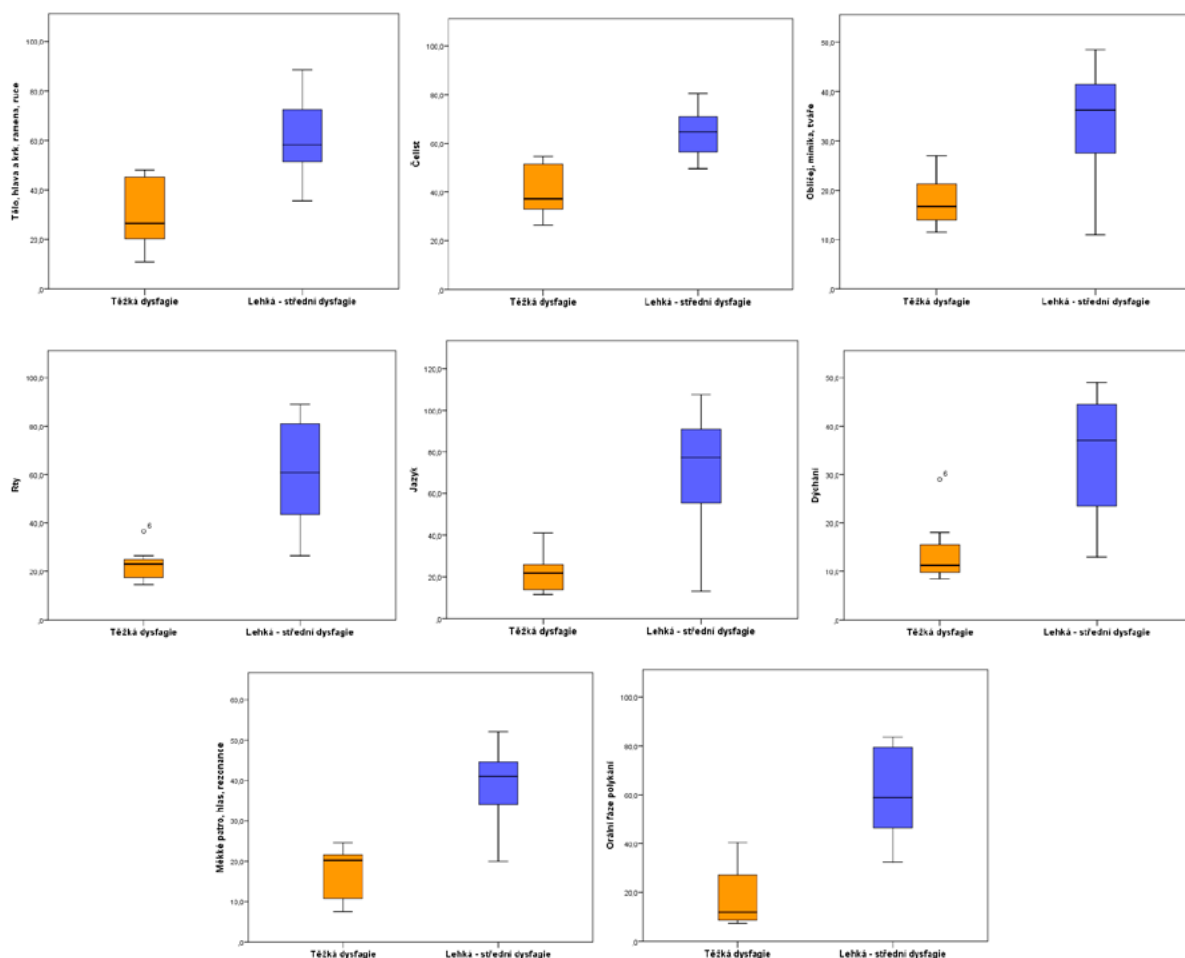 Tělo, hlava a krk, ramena, ruce
100,0
80,0
60,0
40,0
20,0
,0
Těžká dysfagie
Lehká - střední dysfagie
Čelist
100,0
80,0
60,0
40,0
20,0
,0
Těžká dysfagie
Lehká - střední dysfagie
Obličej, mimika, tváře
50,0
40,0
30,0
20,0
10,0
,0
Těžká dysfagie
Lehká - střední dysfagie
Rty
100,0
80,0
60,0
40,0
20,0
,0
6
Těžká dysfagie
Lehká - střední dysfagie
Jazyk
120,0
100,0
80,0
60,0
40,0
20,0
,0
Těžká dysfagie
Lehká - střední dysfagie
Dýchání
50,0
40,0
30,0
20,0
10,0
,0
6
Těžká dysfagie
Lehká - střední dysfagie
Měkké patro, hlas, rezonance
60,0
50,0
40,0
30,0
20,0
10,0
,0
Těžká dysfagie
Lehká - střední dysfagie
Orální fáze polykání
100,0
80,0
60,0
40,0
20,0
,0
Těžká dysfagie
Lehká - střední dysfagie